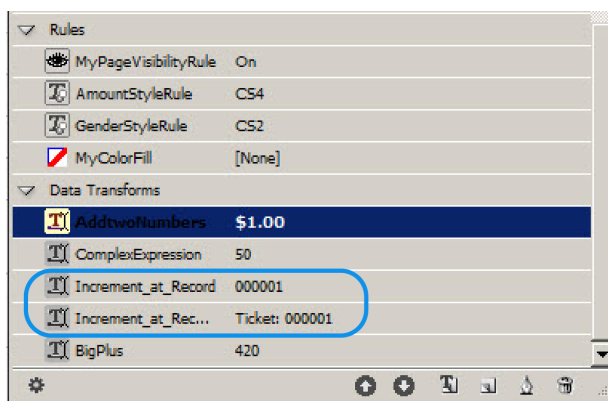 Rules
MyPageVisibilityRule On
AmountStyleRule CS4
GenderStyleRule CS2
MyColorFill [None]
Data Transforms
AddtwoNumbers $1.00
ComplexExpression 50
Increment_at_Record 000001
Increment_at_Rec... Ticket: 000001
BigPlus 420